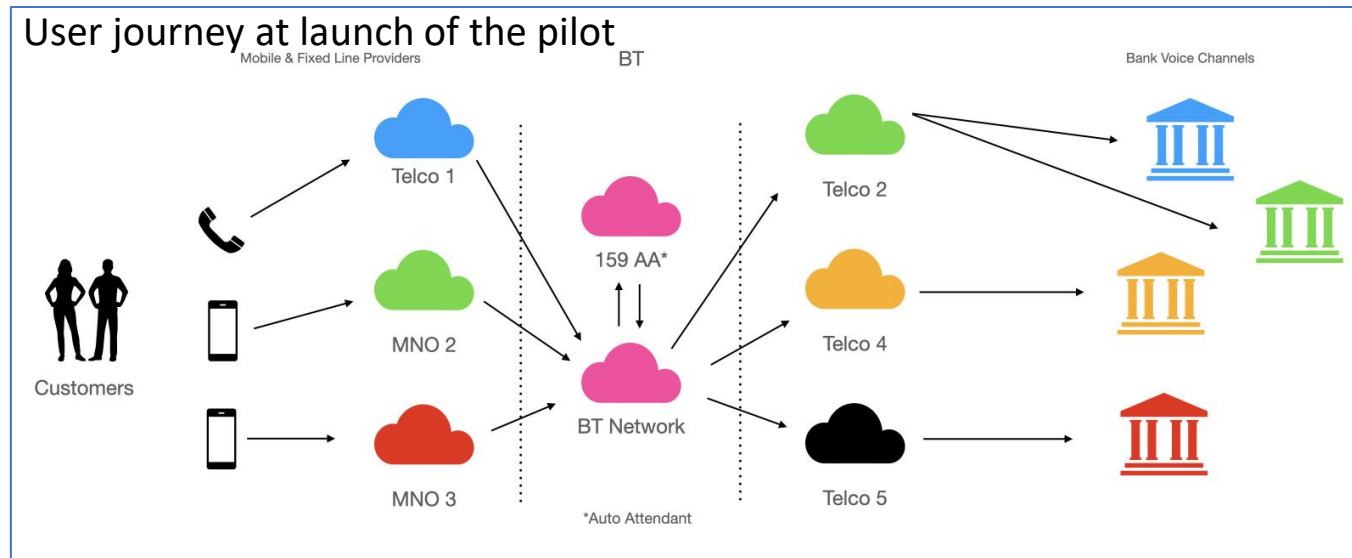 User journey at launch of the pilot
Mobile & Fixed Line Providers
BT
Bank Voice Channels
Telco 1
Telco 2
159 AA*
MNO 2
Telco 4
Customers
BT Network
MNO 3
Telco 5
*Auto Attendant